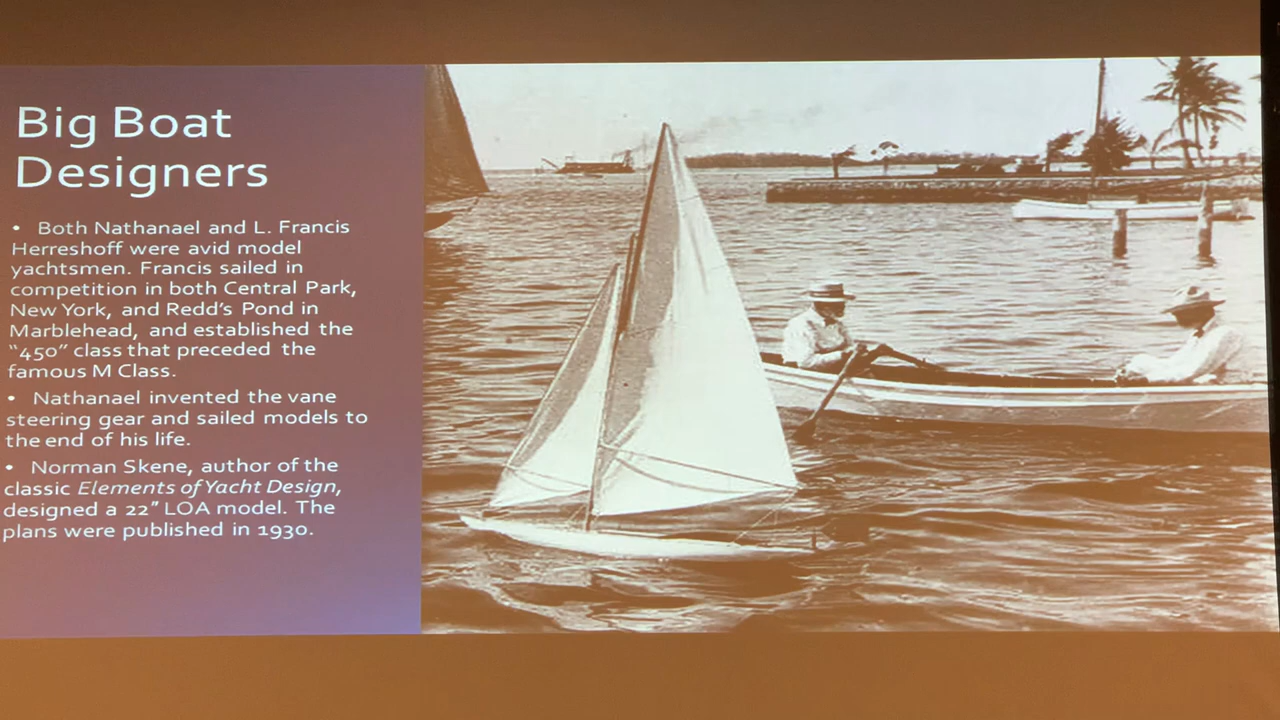 Big Boat
Designers
• Both Nathanael and L. Francis
Herreshoff were avid model
yachtsmen. Francis sailed in
competition in both Central Park,
New York, and Redd's Pond in
Marblehead, and established the
"450" class that preceded the
famous M Class.
• Nathanael invented the vane
steering gear and sailed models to
the end of his life.
• Norman Skene, author of the
classic Elements of Yacht Design,
designed a 22" LOA model. The
plans were published in 1930.